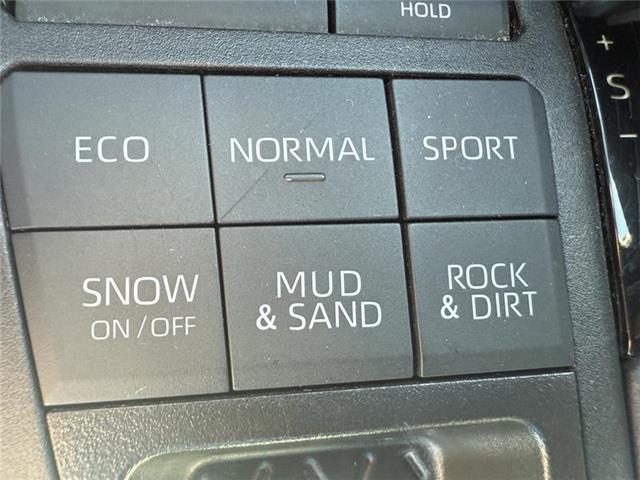 HOLD
+
S
−
ECO
NORMAL
SPORT
SNOW
ON/OFF
MUD
& SAND
ROCK
& DIRT